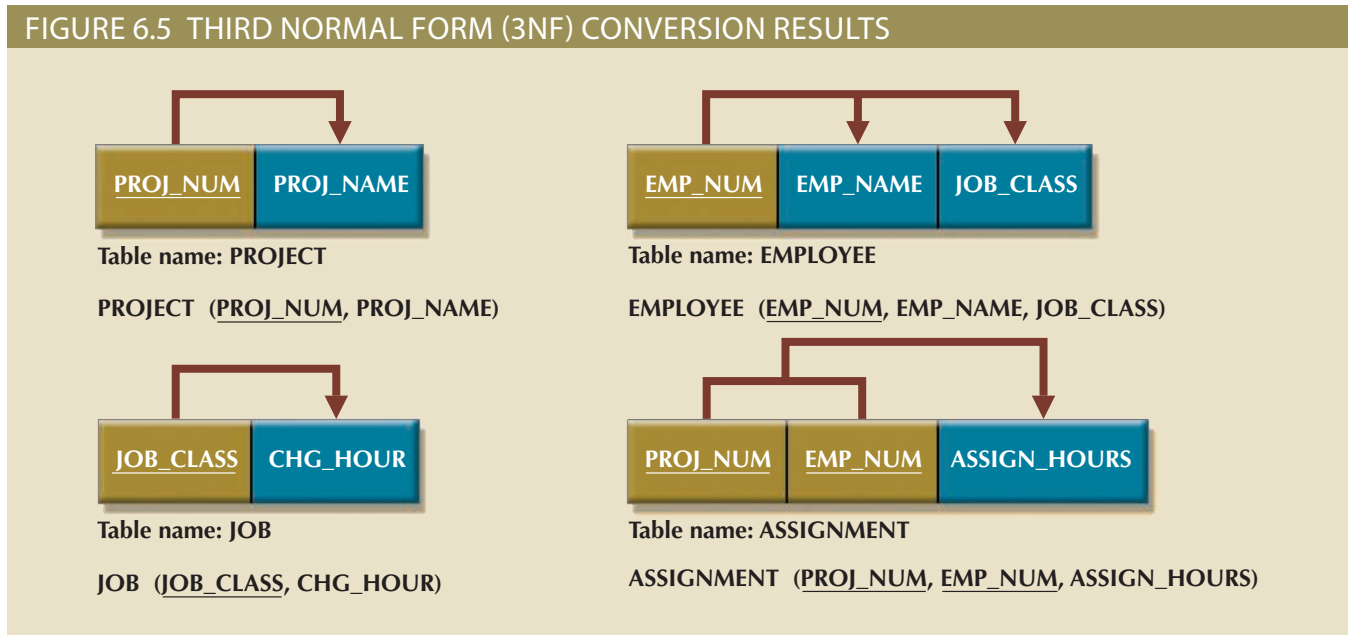 FIGURE 6.5 THIRD NORMAL FORM (3NF) CONVERSION RESULTS
PROJ_NUM PROJ_NAME
Table name: PROJECT
PROJECT (PROJ_NUM, PROJ_NAME)
EMP_NUM EMP_NAME JOB_CLASS
Table name: EMPLOYEE
EMPLOYEE (EMP_NUM, EMP_NAME, JOB_CLASS)
JOB_CLASS CHG_HOUR
Table name: JOB
JOB (JOB_CLASS, CHG_HOUR)
PROJ_NUM EMP_NUM ASSIGN_HOURS
Table name: ASSIGNMENT
ASSIGNMENT (PROJ_NUM, EMP_NUM, ASSIGN_HOURS)